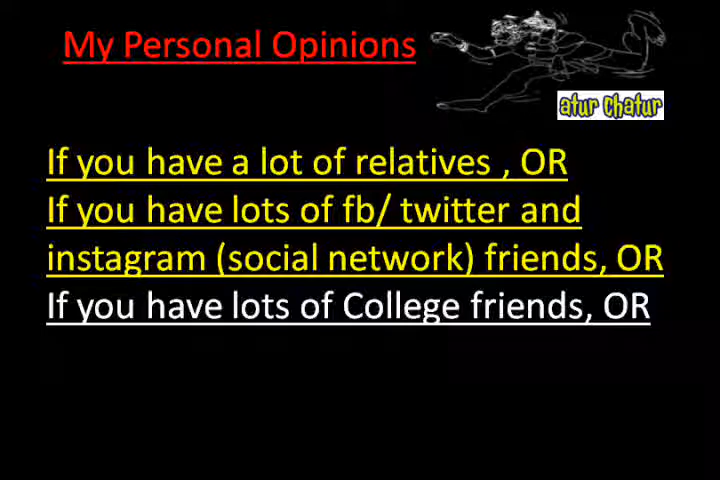 My Personal Opinions
atur chatur
If you have a lot of relatives , OR
If you have lots of fb/ twitter and
instagram (social network) friends, OR
If you have lots of College friends, OR